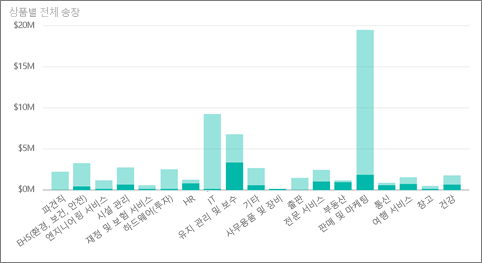 상품별 전체 송장
$20M
$15M
$10M
$5M
$0M
파견직
EHS(환경, 보건, 안전)
엔지니어링 서비스
시설 관리
재정 및 보험 서비스
하드웨어(투자)
HR
IT
유지 관리 및 보수
기타
사무용품 및 장비
출판
전문 서비스
부동산
판매 및 마케팅
통신
여행 서비스
창고
건강